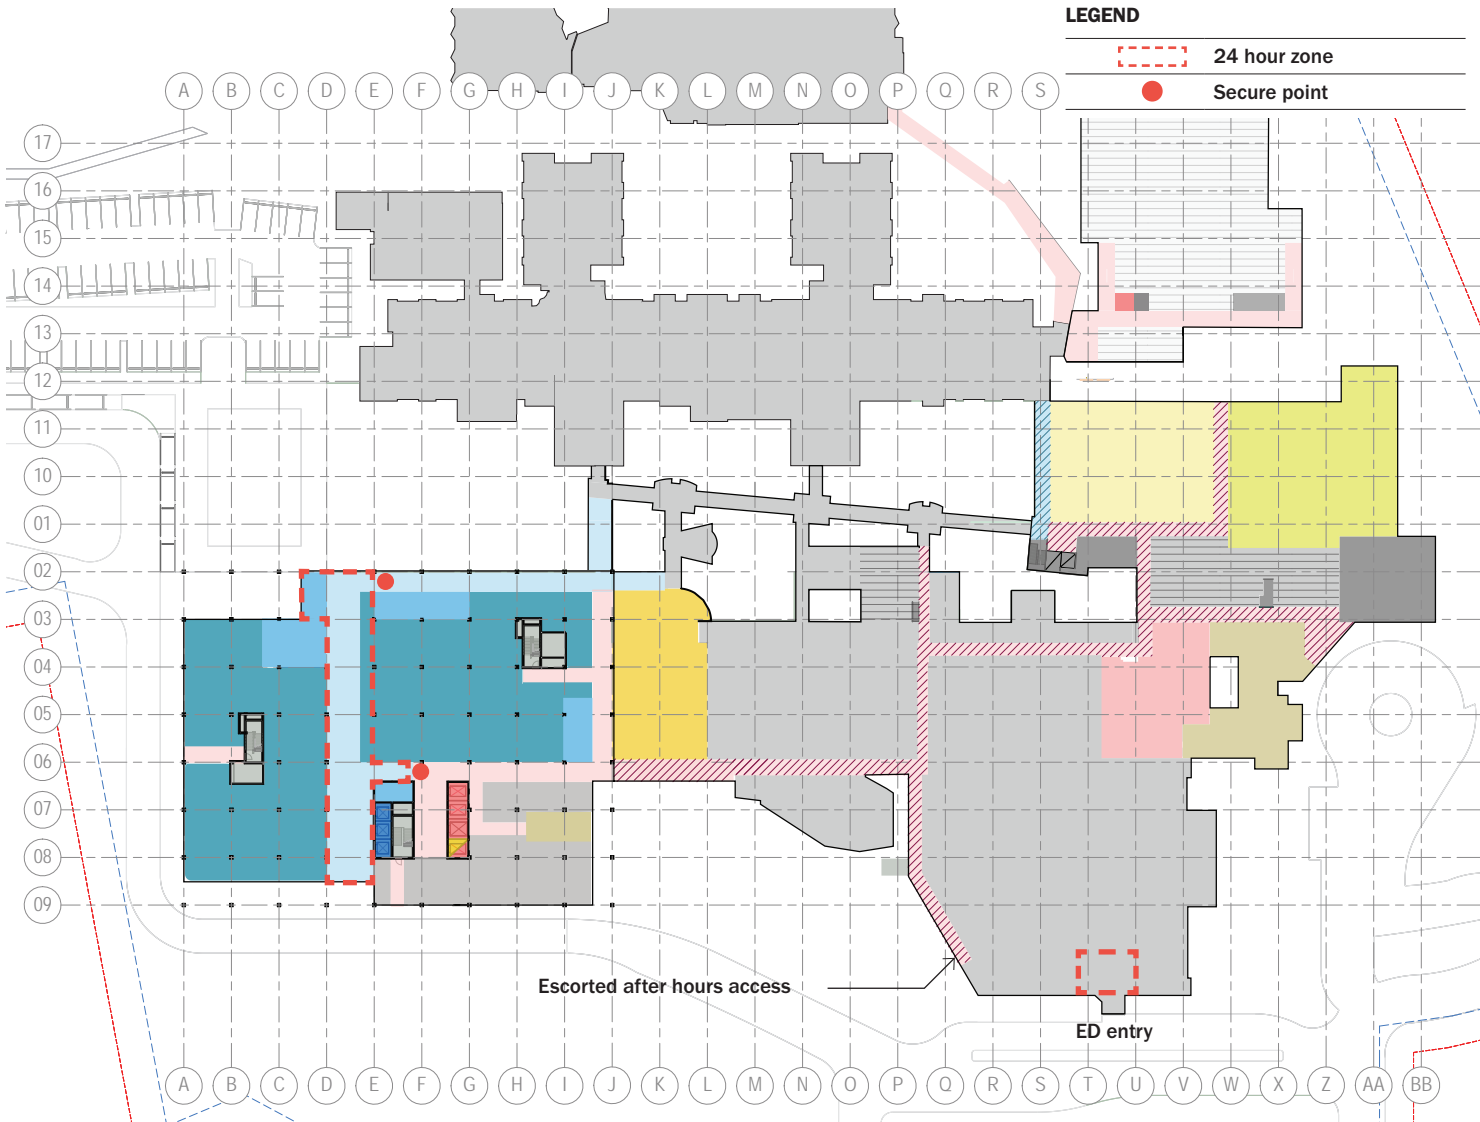 LEGEND
24 hour zone
Secure point
A B C D E F G H I J K L M N O P Q R S
17
16
15
14
13
12
11
10
01
02
03
04
05
06
07
08
09
Escorted after hours access
ED entry
A B C D E F G H I J K L M N O P Q R S T U V W X Z AA BB